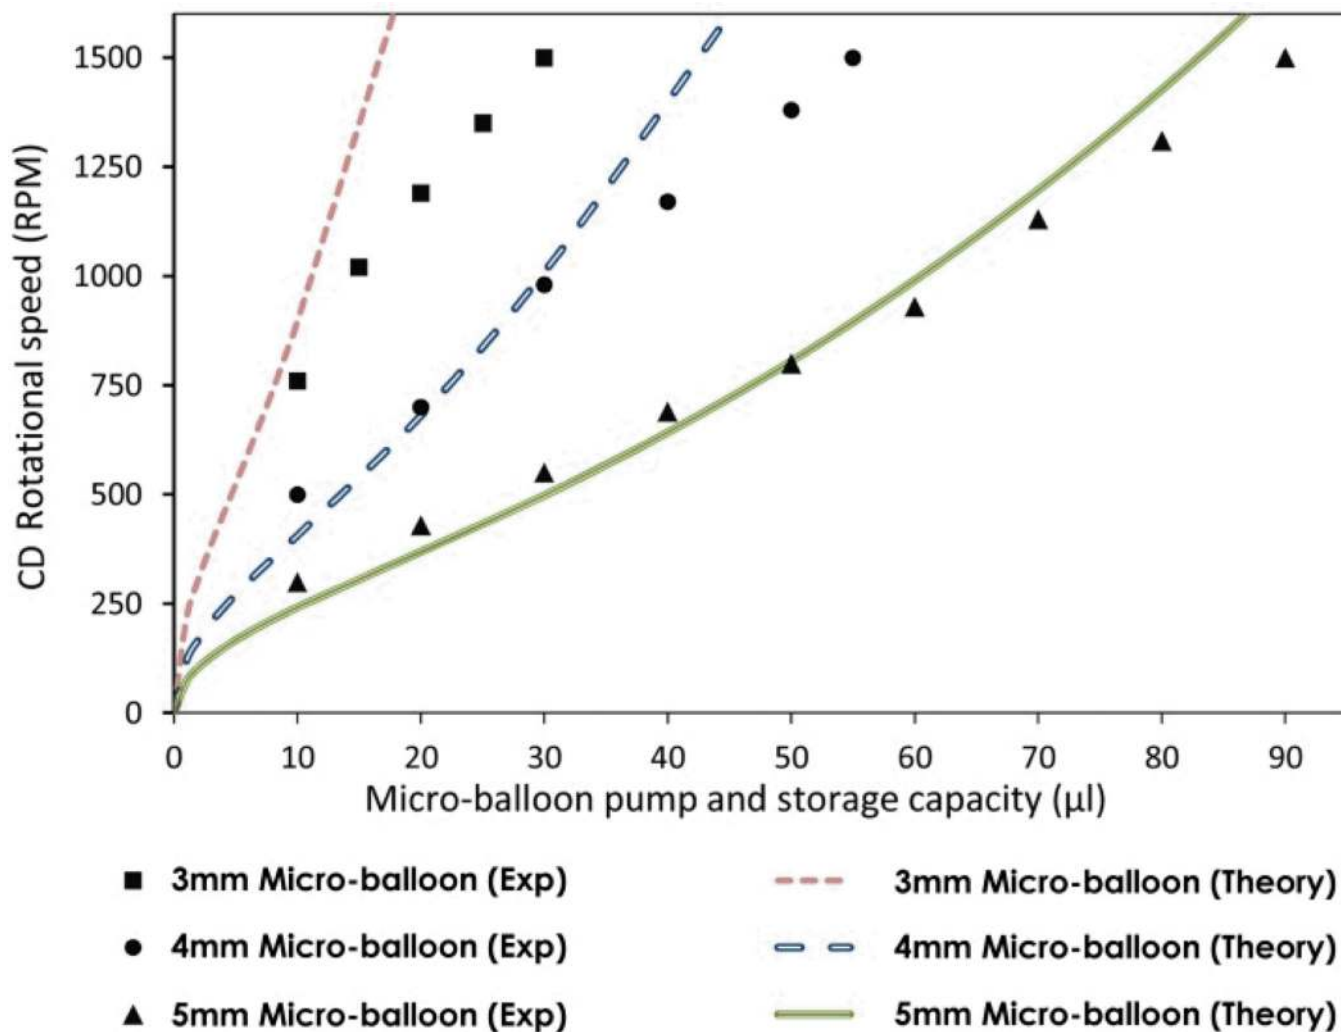 1500
1250
1000
750
500
250
0
CD Rotational speed (RPM)
0 10 20 30 40 50 60 70 80 90
Micro-balloon pump and storage capacity (µl)
3mm Micro-balloon (Exp)
3mm Micro-balloon (Theory)
4mm Micro-balloon (Exp)
4mm Micro-balloon (Theory)
5mm Micro-balloon (Exp)
5mm Micro-balloon (Theory)